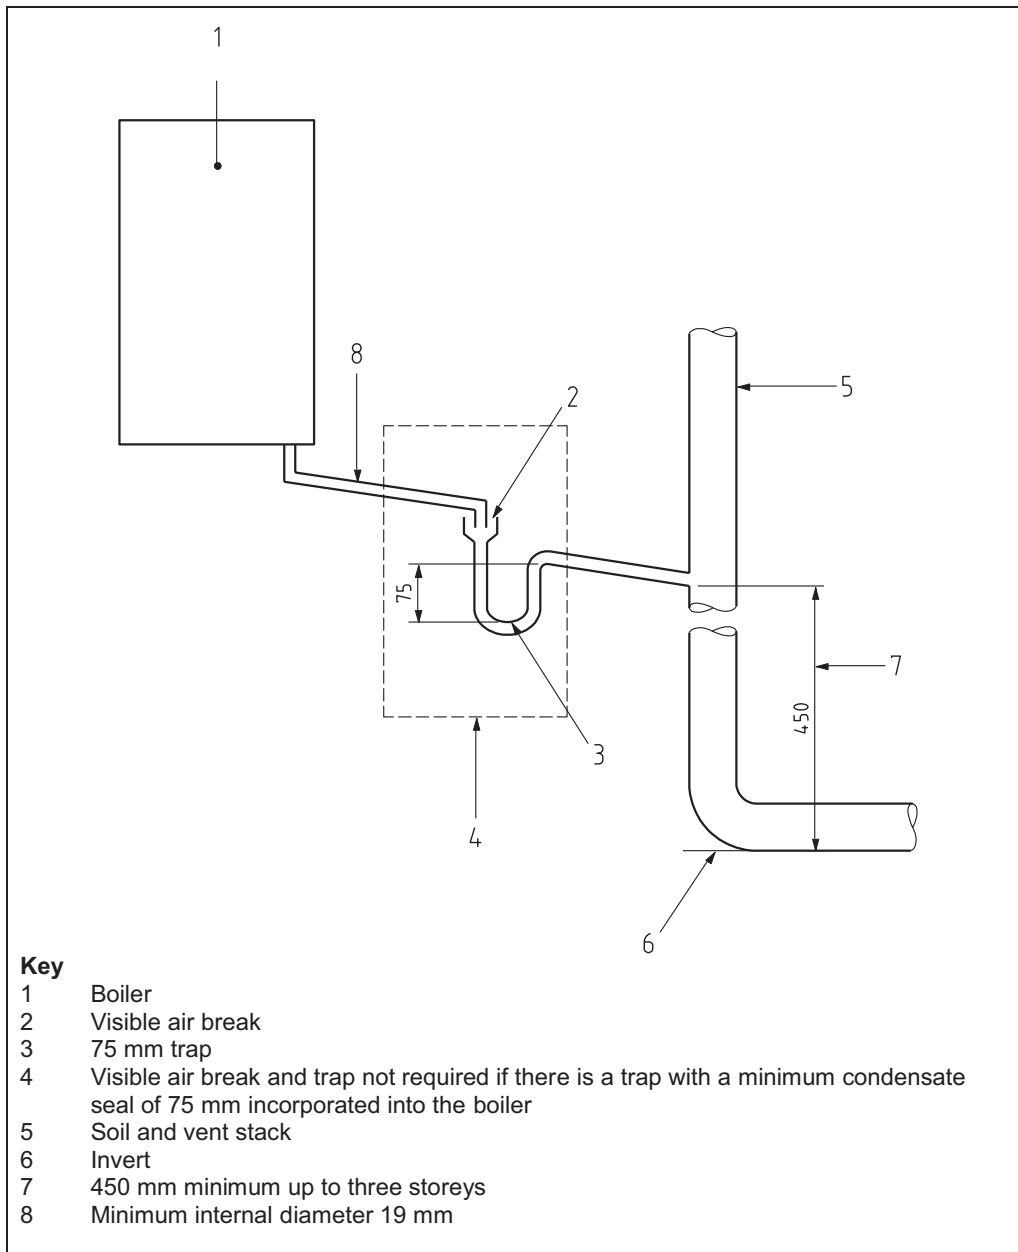 1
8
2
5
75
7
450
3
4
6
Key
1 Boiler
2 Visible air break
3 75 mm trap
4 Visible air break and trap not required if there is a trap with a minimum condensate
seal of 75 mm incorporated into the boiler
5 Soil and vent stack
6 Invert
7 450 mm minimum up to three storeys
8 Minimum internal diameter 19 mm